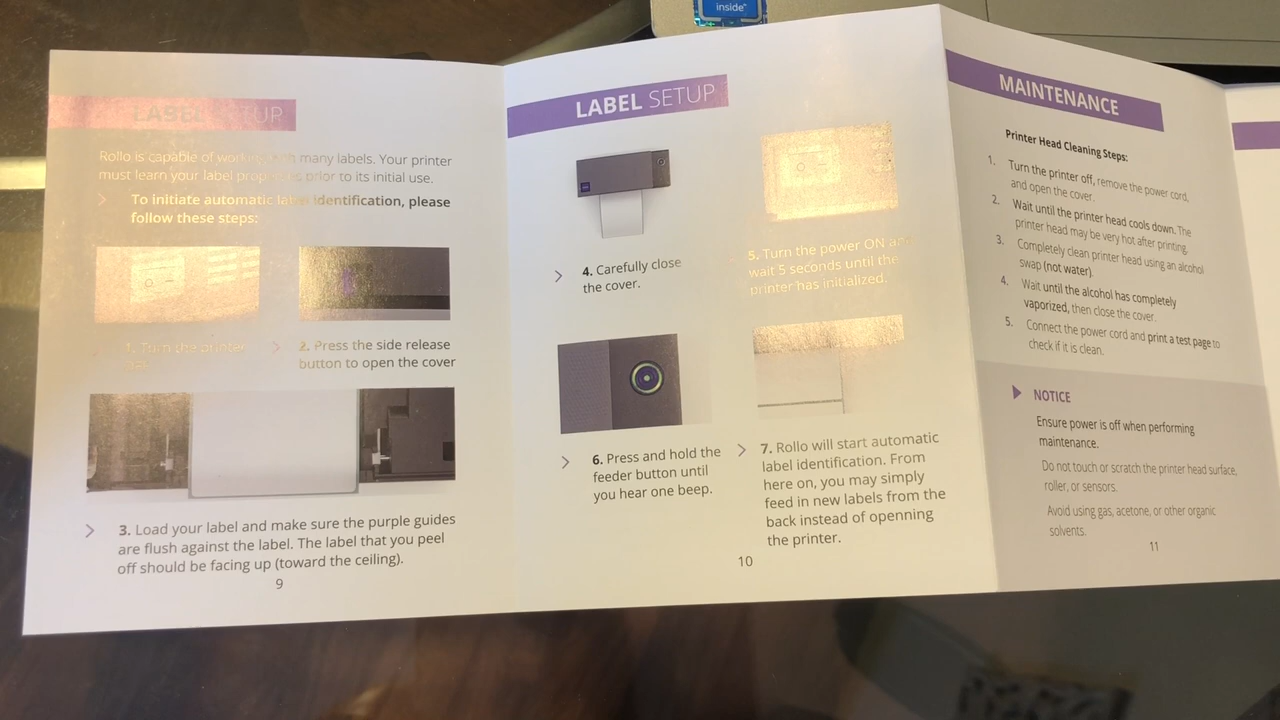 inside™
LABEL SETUP
Rollo is capable of working with many labels. Your printer
must learn your label properties prior to its initial use.
To initiate automatic label identification, please
follow these steps:
1. Turn the printer
2. Press the side release
button to open the cover
3. Load your label and make sure the purple guides
are flush against the label. The label that you peel
off should be facing up (toward the ceiling).
9
LABEL SETUP
4. Carefully close
the cover.
5. Turn the power ON and
wait 5 seconds until the
printer has initialized.
6. Press and hold the
feeder button until
you hear one beep.
7. Rollo will start automatic
label identification. From
here on, you may simply
feed in new labels from the
back instead of openning
the printer.
10
MAINTENANCE
Printer Head Cleaning Steps:
1. Turn the printer off, remove the power cord,
and open the cover.
2. Wait until the printer head cools down. The
printer head may be very hot after printing.
3. Completely clean printer head using an alcohol
swap (not water).
4. Wait until the alcohol has completely
vaporized, then close the cover.
5. Connect the power cord and print a test page to
check if it is clean.
NOTICE
Ensure power is off when performing
maintenance.
Do not touch or scratch the printer head surface,
roller, or sensors.
Avoid using gas, acetone, or other organic
solvents.
11